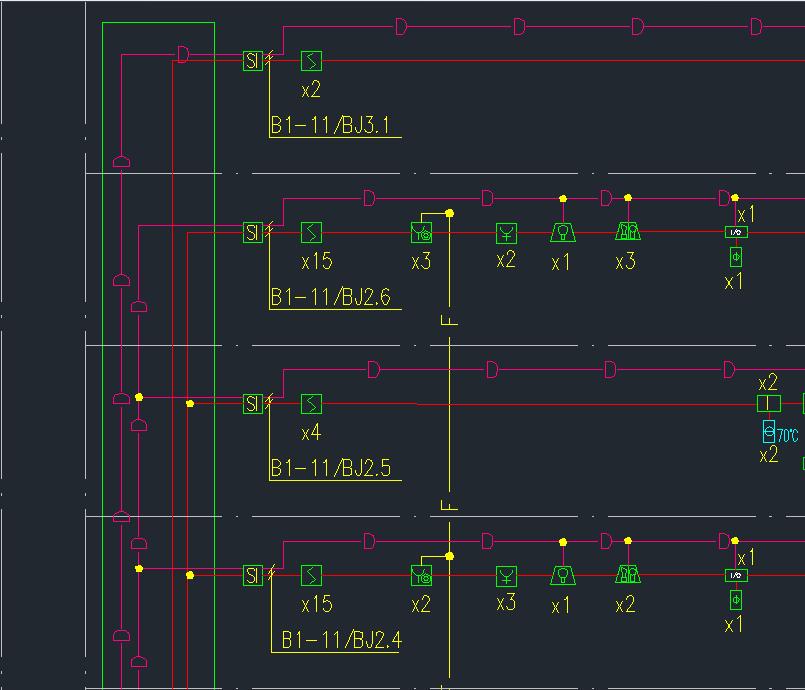 D D D D
D SI
x2
B1-11/BJ3.1
D D D D
x1
SI I/O
x15 x3 x2 x1 x3 x1
B1-11/BJ2.6
F
D D D D
x2
SI
70℃
x4 x2
B1-11/BJ2.5
F
D D D D
x1
SI I/O
x15 x2 x3 x1 x2 x1
B1-11/BJ2.4